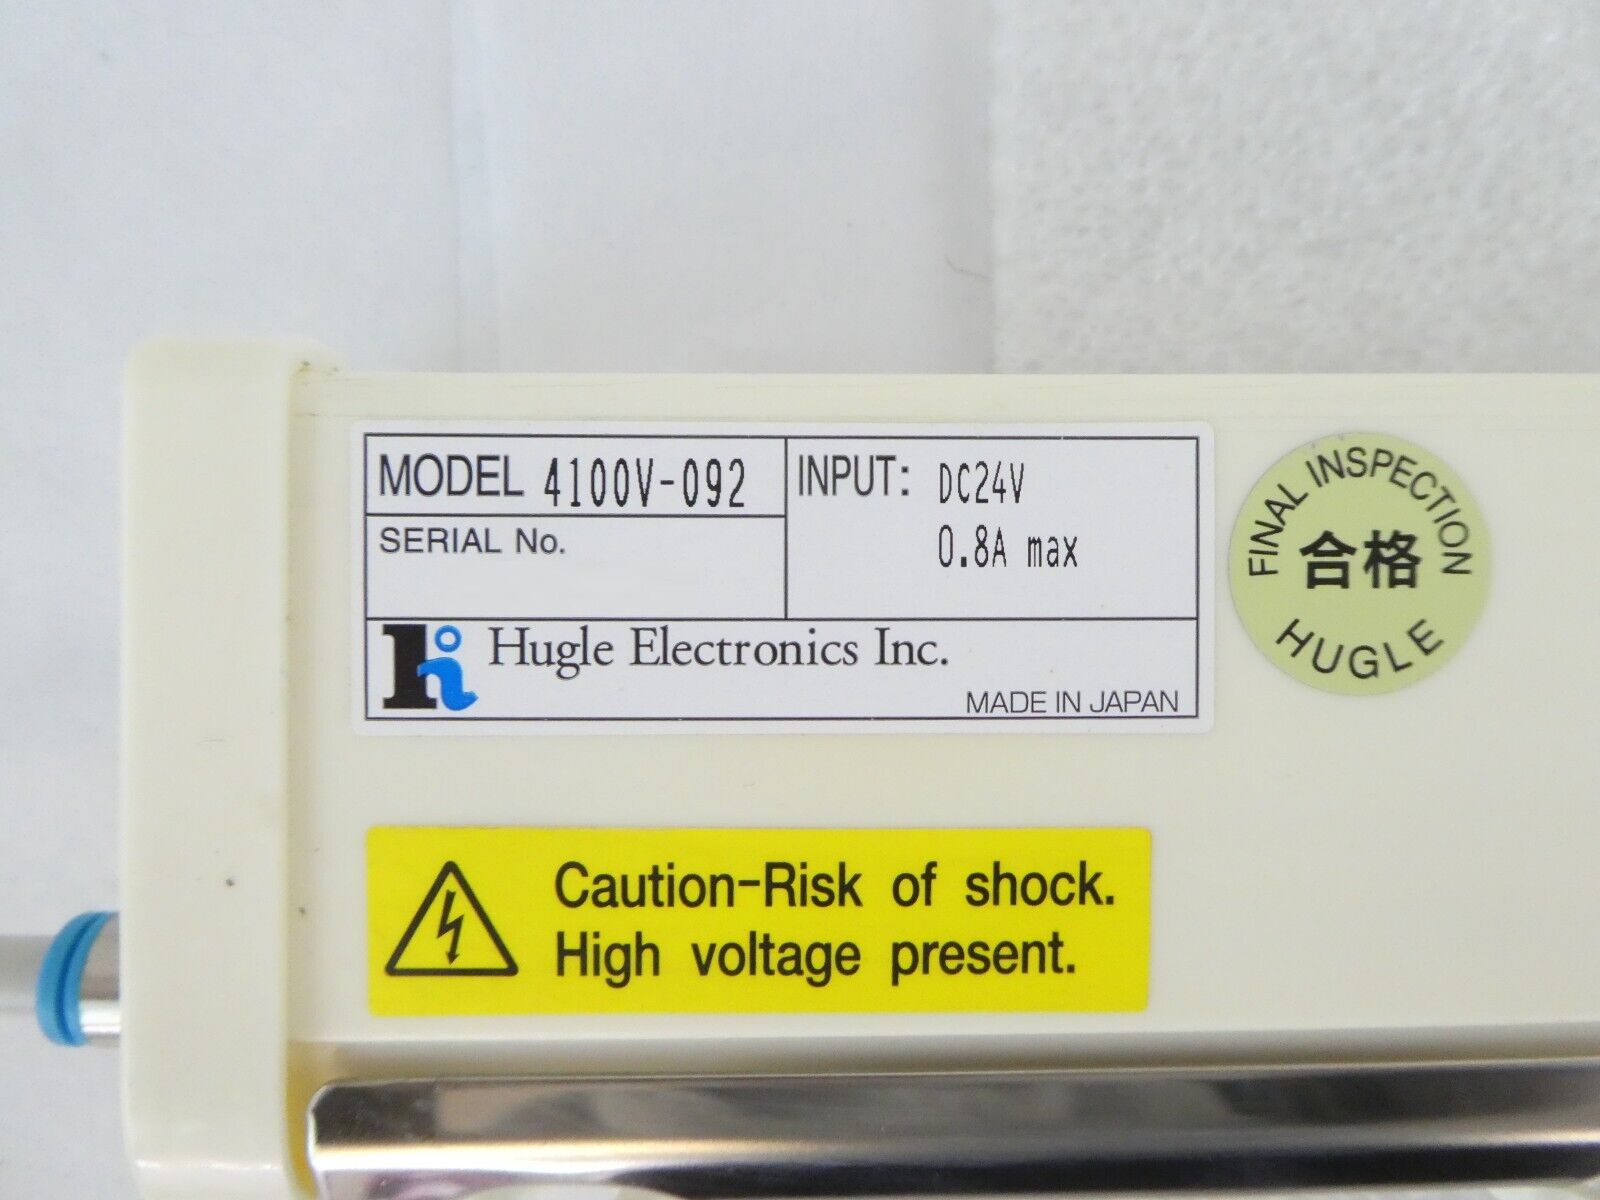 MODEL 4100V-092
SERIAL No.
INPUT: DC24V
0.8A max
hi Hugle Electronics Inc.
MADE IN JAPAN
FINAL INSPECTION
合格
HUGLE
Caution-Risk of shock.
High voltage present.